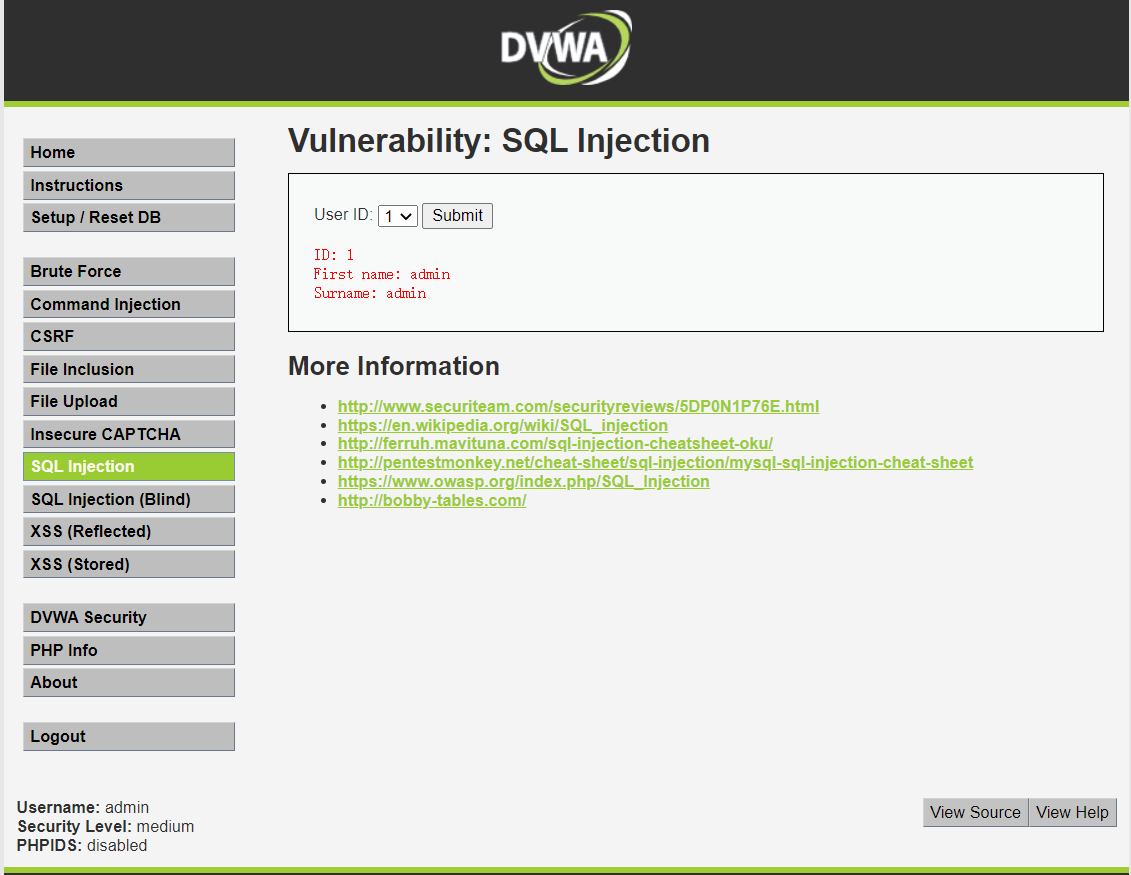 DVWA
Home
Instructions
Setup / Reset DB
Brute Force
Command Injection
CSRF
File Inclusion
File Upload
Insecure CAPTCHA
SQL Injection
SQL Injection (Blind)
XSS (Reflected)
XSS (Stored)
DVWA Security
PHP Info
About
Logout
Vulnerability: SQL Injection
User ID: 1 Submit
ID: 1
First name: admin
Surname: admin
More Information
http://www.securiteam.com/securityreviews/5DP0N1P76E.html
https://en.wikipedia.org/wiki/SQL_injection
http://ferruh.mavituna.com/sql-injection-cheatsheet-oku/
http://pentestmonkey.net/cheat-sheet/sql-injection/mysql-sql-injection-cheat-sheet
https://www.owasp.org/index.php/SQL_Injection
http://bobby-tables.com/
Username: admin
Security Level: medium
PHPIDS: disabled
View Source View Help